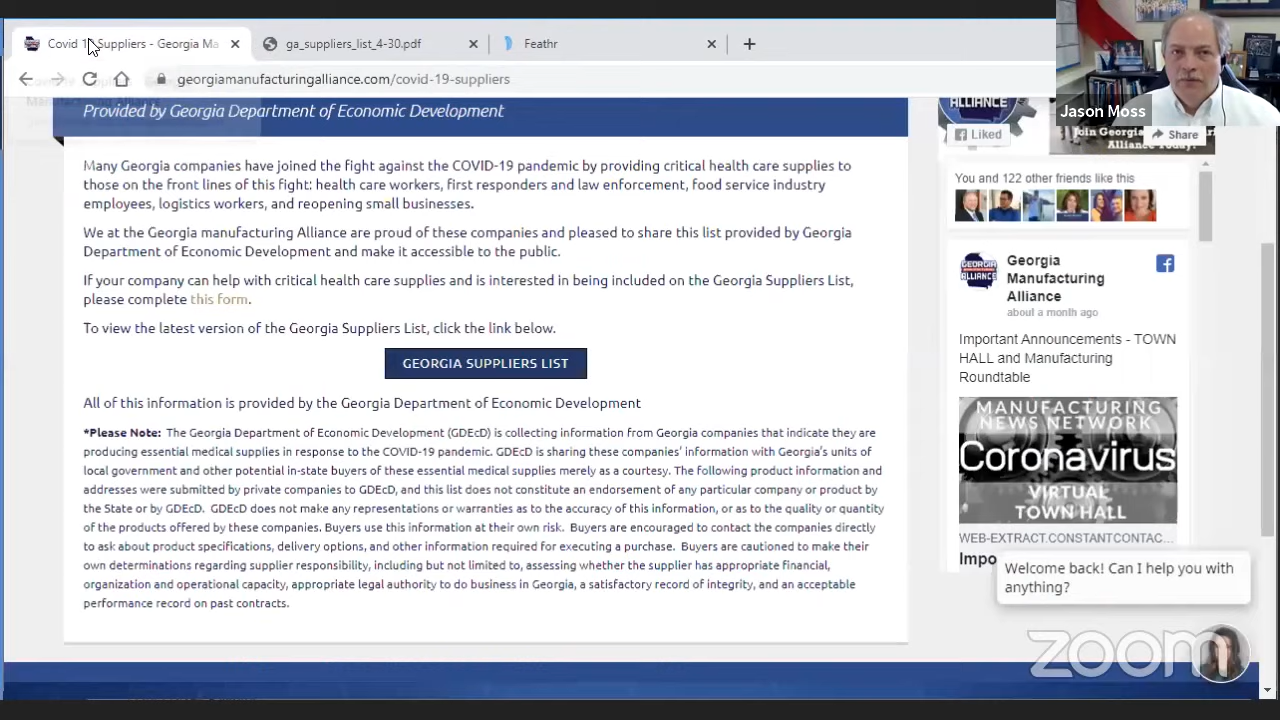 Covid 1 Suppliers - Georgia Ma
ga_suppliers_list_4-30.pdf
Feathr
georgiamanufacturingalliance.com/covid-19-suppliers
Jason Moss
Provided by Georgia Department of Economic Development
Many Georgia companies have joined the fight against the COVID-19 pandemic by providing critical health care supplies to
those on the front lines of this fight: health care workers, first responders and law enforcement, food service industry
employees, logistics workers, and reopening small businesses.
We at the Georgia manufacturing Alliance are proud of these companies and pleased to share this list provided by Georgia
Department of Economic Development and make it accessible to the public.
If your company can help with critical health care supplies and is interested in being included on the Georgia Suppliers List,
please complete this form.
To view the latest version of the Georgia Suppliers List, click the link below.
GEORGIA SUPPLIERS LIST
All of this information is provided by the Georgia Department of Economic Development
*Please Note: The Georgia Department of Economic Development (GDEcD) is collecting information from Georgia companies that indicate they are
producing essential medical supplies in response to the COVID-19 pandemic. GDEcD is sharing these companies' information with Georgia's units of
local government and other potential in-state buyers of these essential medical supplies merely as a courtesy. The following product information and
addresses were submitted by private companies to GDEcD, and this list does not constitute an endorsement of any particular company or product by
the State or by GDEcD. GDEcD does not make any representations or warranties as to the accuracy of this information, or as to the quality or quantity
of the products offered by these companies. Buyers use this information at their own risk. Buyers are encouraged to contact the companies directly
to ask about product specifications, delivery options, and other information required for executing a purchase. Buyers are cautioned to make their
own determinations regarding supplier responsibility, including but not limited to, assessing whether the supplier has appropriate financial,
organization and operational capacity, appropriate legal authority to do business in Georgia, a satisfactory record of integrity, and an acceptable
performance record on past contracts.
ALLIANCE
Liked
Join Georgia
Alliance Today!
Share
You and 122 other friends like this
GEORGIA
ALLIANCE
Georgia
Manufacturing
Alliance
about a month ago
Important Announcements - TOWN
HALL and Manufacturing
Roundtable
MANUFACTURING
NEWS NETWORK
Coronavirus
VIRTUAL
TOWN HALL
WEB-EXTRACT.CONSTANTCONTAC...
Impo
Welcome back! Can I help you with
anything?
zoom